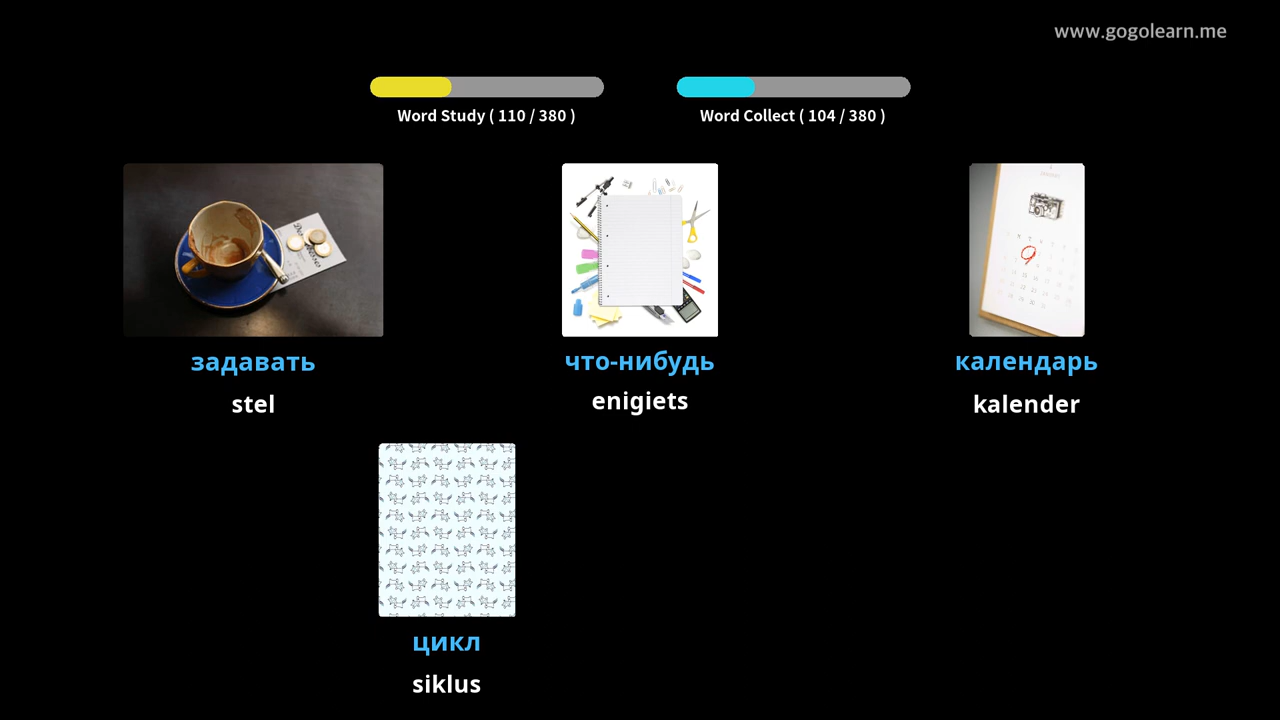 www.gogolearn.me
Word Study ( 110 / 380 )
Word Collect ( 104 / 380 )
задавать
stel
что-нибудь
enigiets
календарь
kalender
цикл
siklus